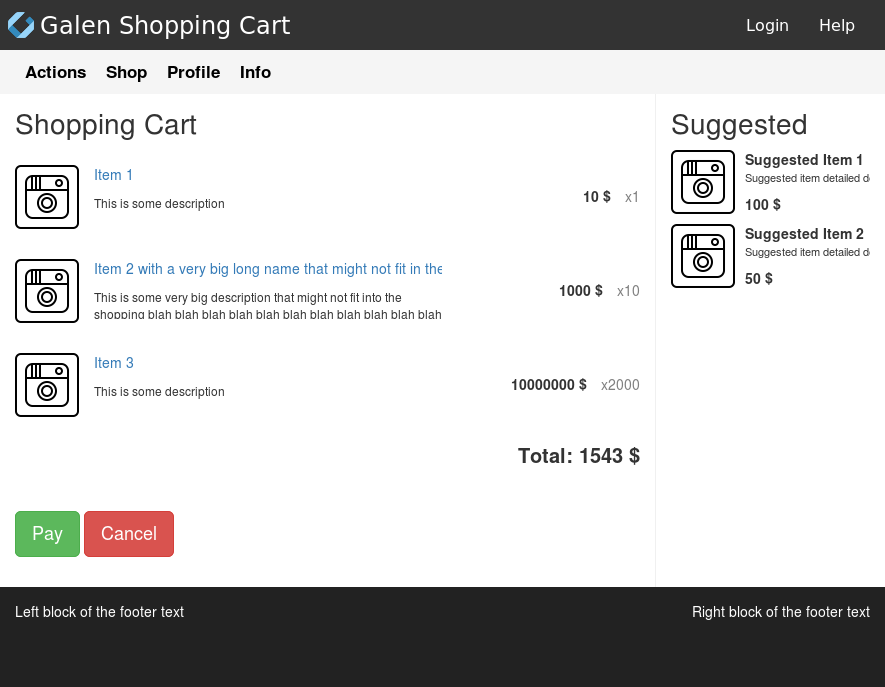 Galen Shopping Cart
Login Help
Actions Shop Profile Info
Shopping Cart
Item 1
This is some description
10 $ x1
Item 2 with a very big long name that might not fit in the
This is some very big description that might not fit into the
shopping blah blah blah blah blah blah blah blah blah blah blah
1000 $ x10
Item 3
This is some description
10000000 $ x2000
Total: 1543 $
Pay Cancel
Suggested
Suggested Item 1
Suggested item detailed
100 $
Suggested Item 2
Suggested item detailed
50 $
Left block of the footer text
Right block of the footer text